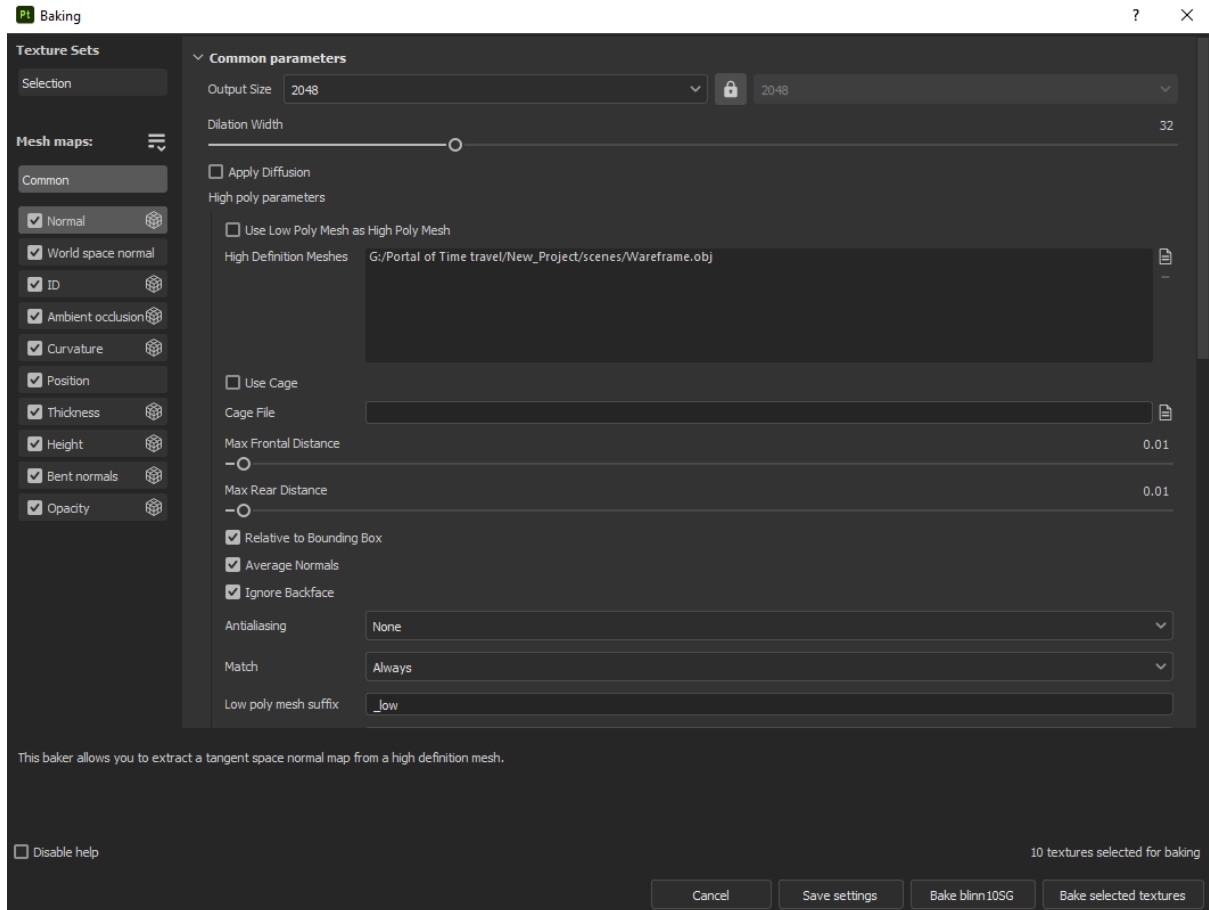 Pt Baking
?
Texture Sets
Selection
Mesh maps:
Common
Normal
World space normal
ID
Ambient occlusion
Curvature
Position
Thickness
Height
Bent normals
Opacity
Common parameters
Output Size 2048 2048
Dilation Width 32
Apply Diffusion
High poly parameters
Use Low Poly Mesh as High Poly Mesh
High Definition Meshes G:/Portal of Time travel/New_Project/scenes/Wareframe.obj
Use Cage
Cage File
Max Frontal Distance 0.01
Max Rear Distance 0.01
Relative to Bounding Box
Average Normals
Ignore Backface
Antialiasing None
Match Always
Low poly mesh suffix _low
This baker allows you to extract a tangent space normal map from a high definition mesh.
Disable help
10 textures selected for baking
Cancel Save settings Bake blinn10SG Bake selected textures